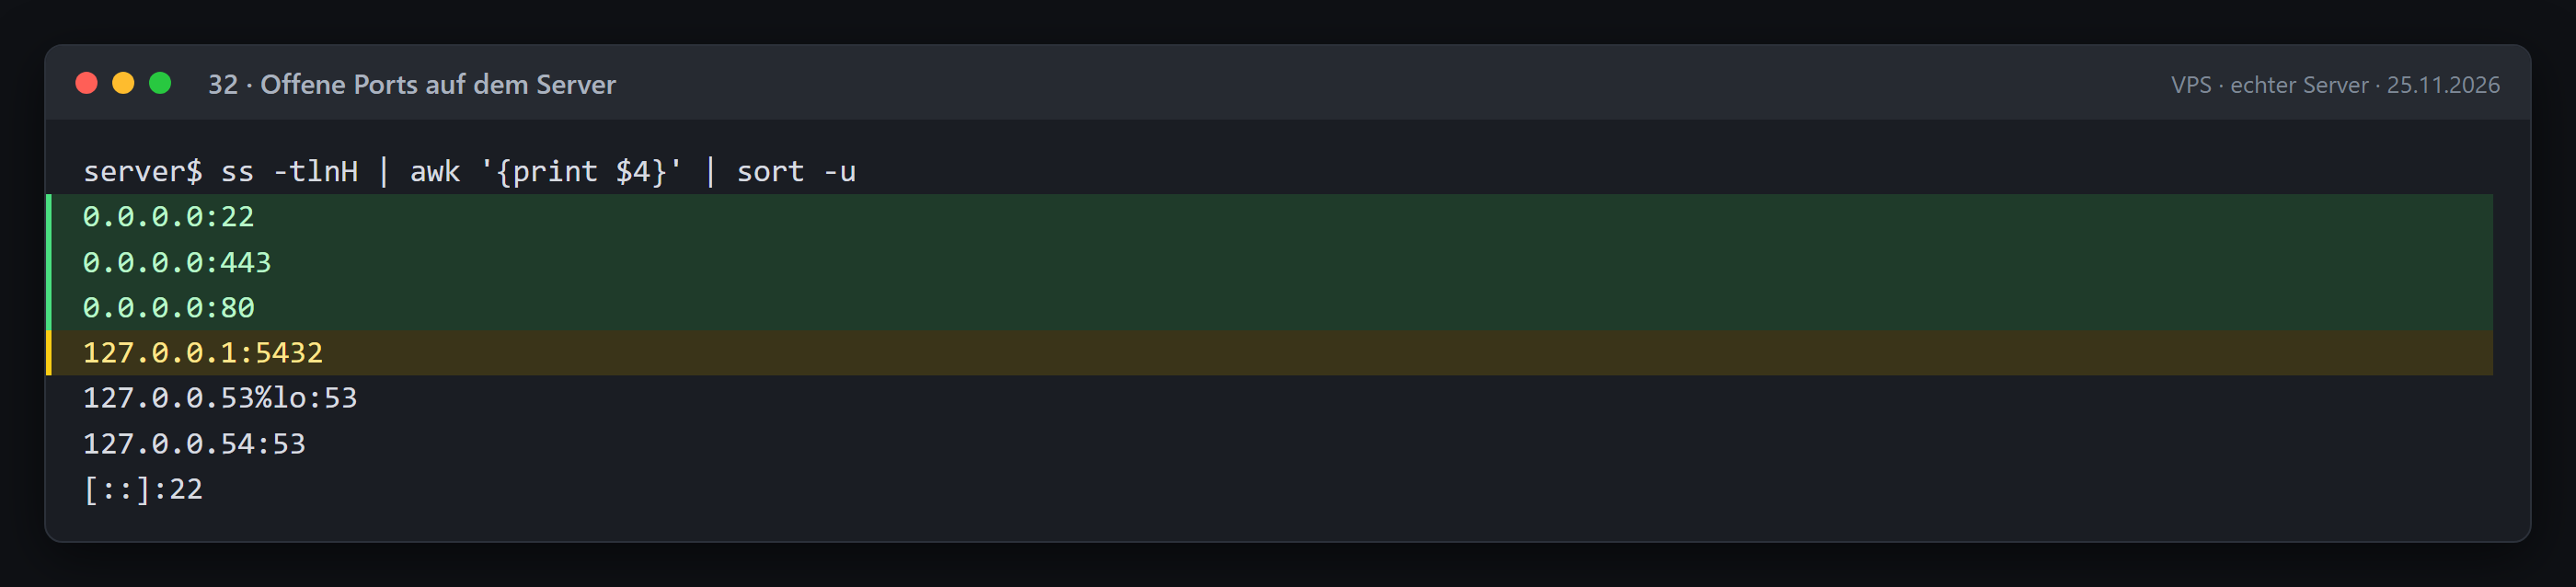 32 · Offene Ports auf dem Server
VPS · echter Server · 25.11.2026
server$ ss -tlnH | awk '{print $4}' | sort -u
0.0.0.0:22
0.0.0.0:443
0.0.0.0:80
127.0.0.1:5432
127.0.0.53%lo:53
127.0.0.54:53
[::]:22